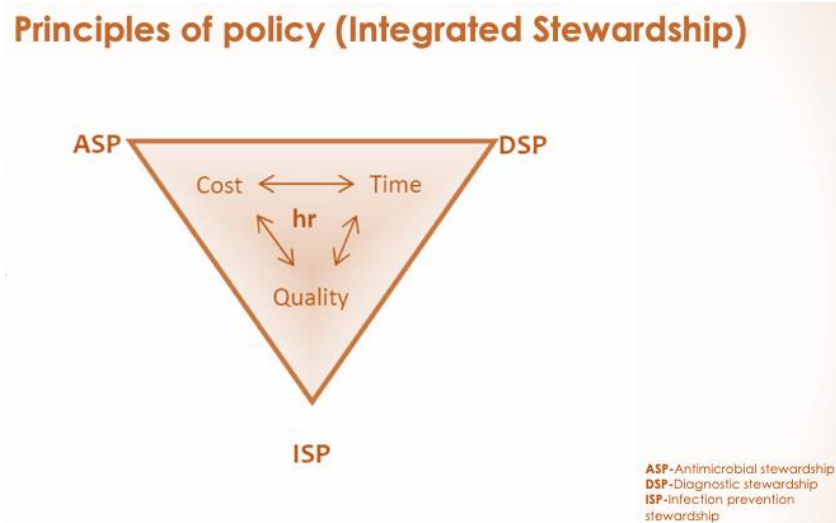 Principles of policy (Integrated Stewardship)
ASP
DSP
Cost
Time
hr
Quality
ISP
ASP-Antimicrobial stewardship
DSP-Diagnostic stewardship
ISP-Infection prevention
stewardship